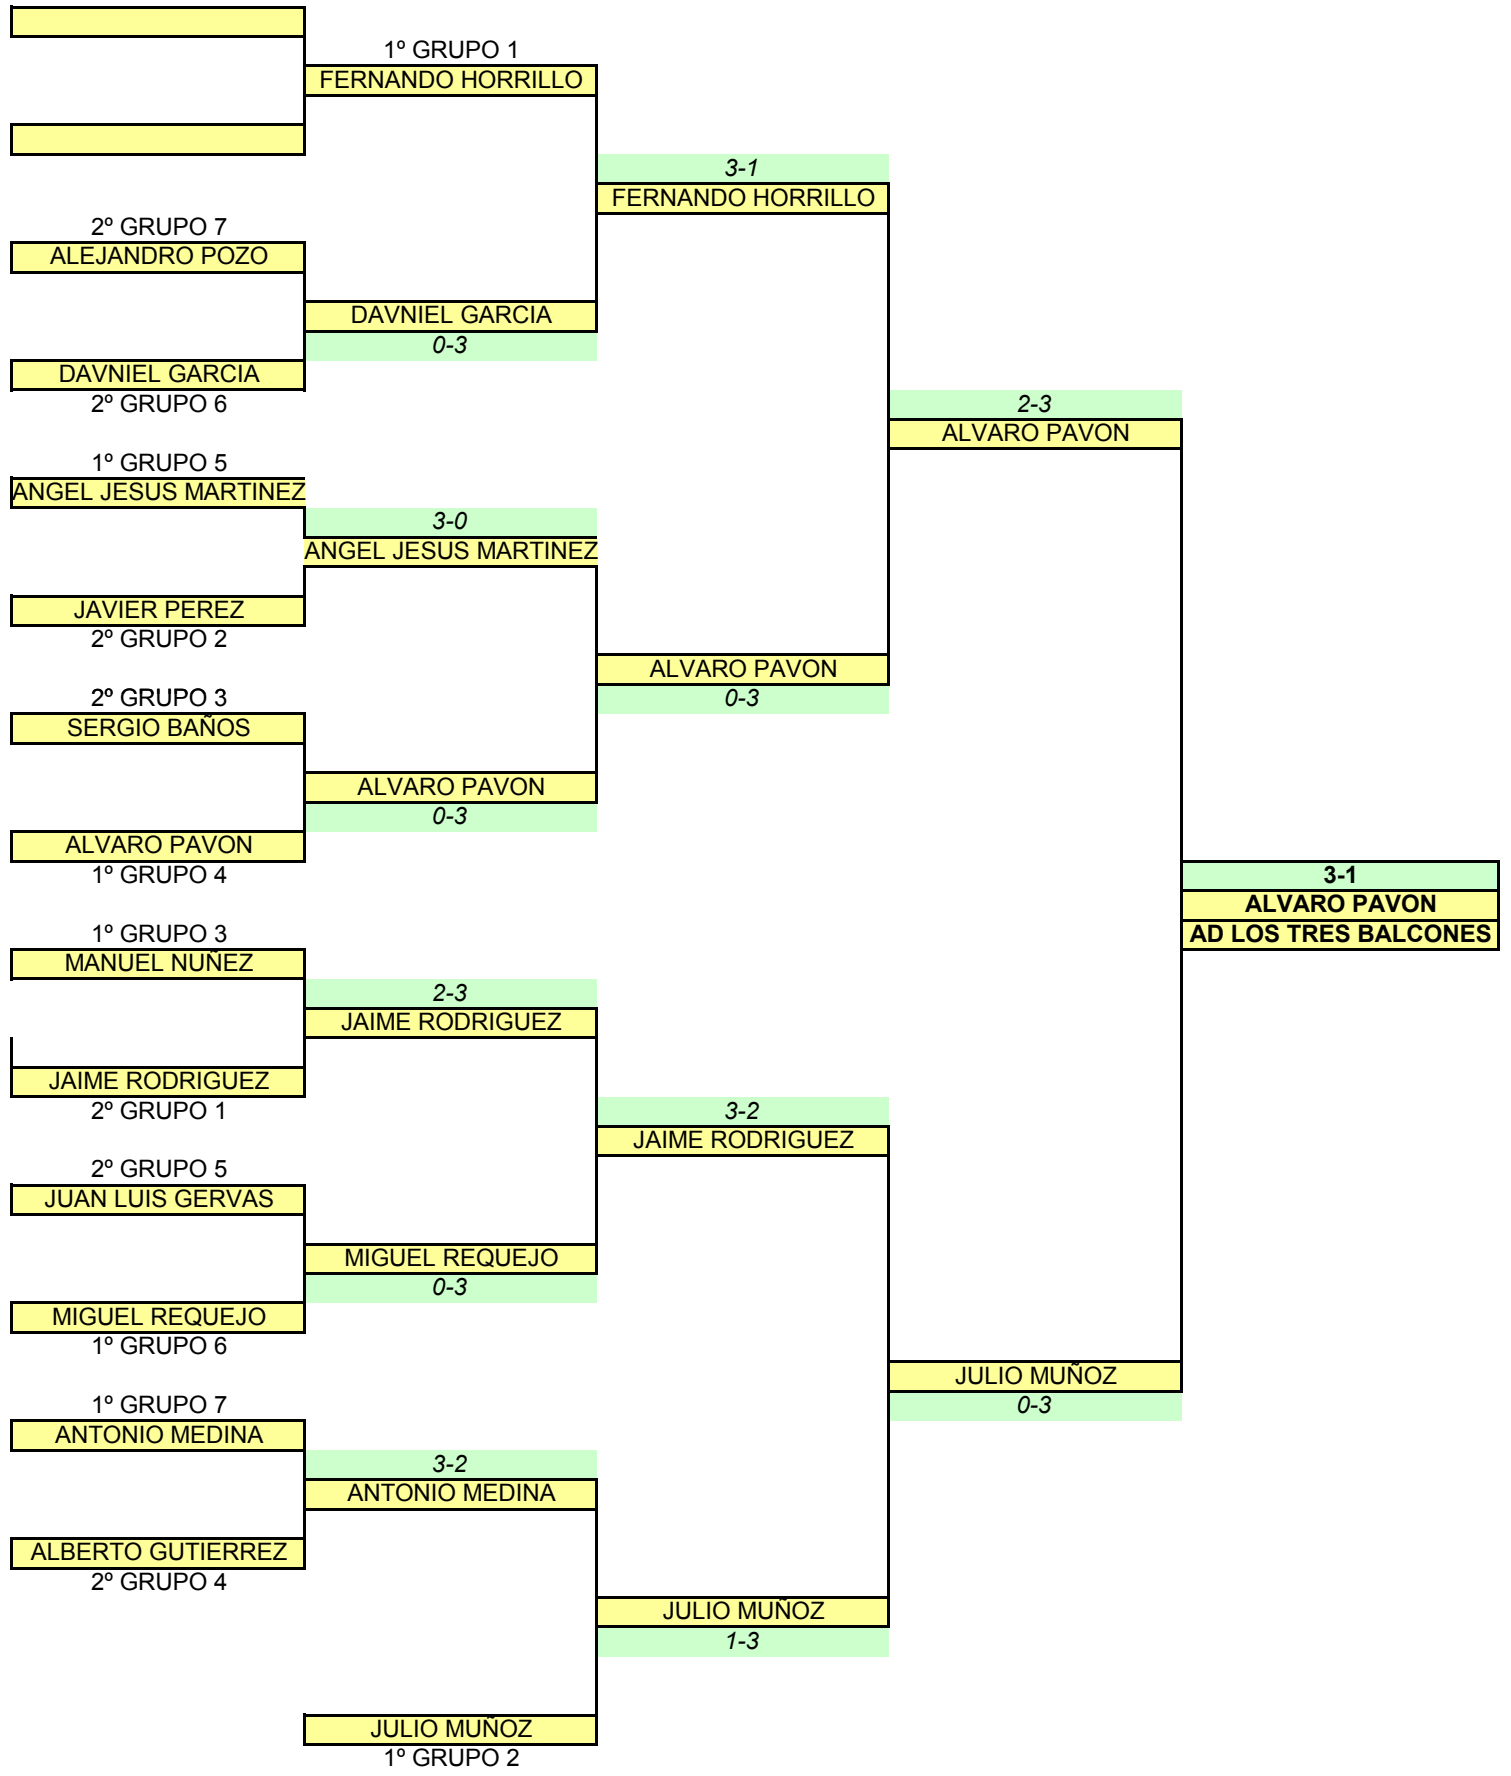 1º GRUPO 1
FERNANDO HORRILLO
3-1
FERNANDO HORRILLO
2º GRUPO 7
ALEJANDRO POZO
DAVNIEL GARCIA
0-3
DAVNIEL GARCIA
2º GRUPO 6
2-3
ALVARO PAVON
1º GRUPO 5
ANGEL JESUS MARTINEZ
3-0
ANGEL JESUS MARTINEZ
JAVIER PEREZ
2º GRUPO 2
ALVARO PAVON
0-3
2º GRUPO 3
SERGIO BAÑOS
ALVARO PAVON
0-3
ALVARO PAVON
1º GRUPO 4
3-1
ALVARO PAVON
AD LOS TRES BALCONES
1º GRUPO 3
MANUEL NUÑEZ
2-3
JAIME RODRIGUEZ
JAIME RODRIGUEZ
2º GRUPO 1
3-2
JAIME RODRIGUEZ
2º GRUPO 5
JUAN LUIS GERVAS
MIGUEL REQUEJO
0-3
MIGUEL REQUEJO
1º GRUPO 6
JULIO MUÑOZ
0-3
1º GRUPO 7
ANTONIO MEDINA
3-2
ANTONIO MEDINA
ALBERTO GUTIERREZ
2º GRUPO 4
JULIO MUÑOZ
1-3
JULIO MUÑOZ
1º GRUPO 2